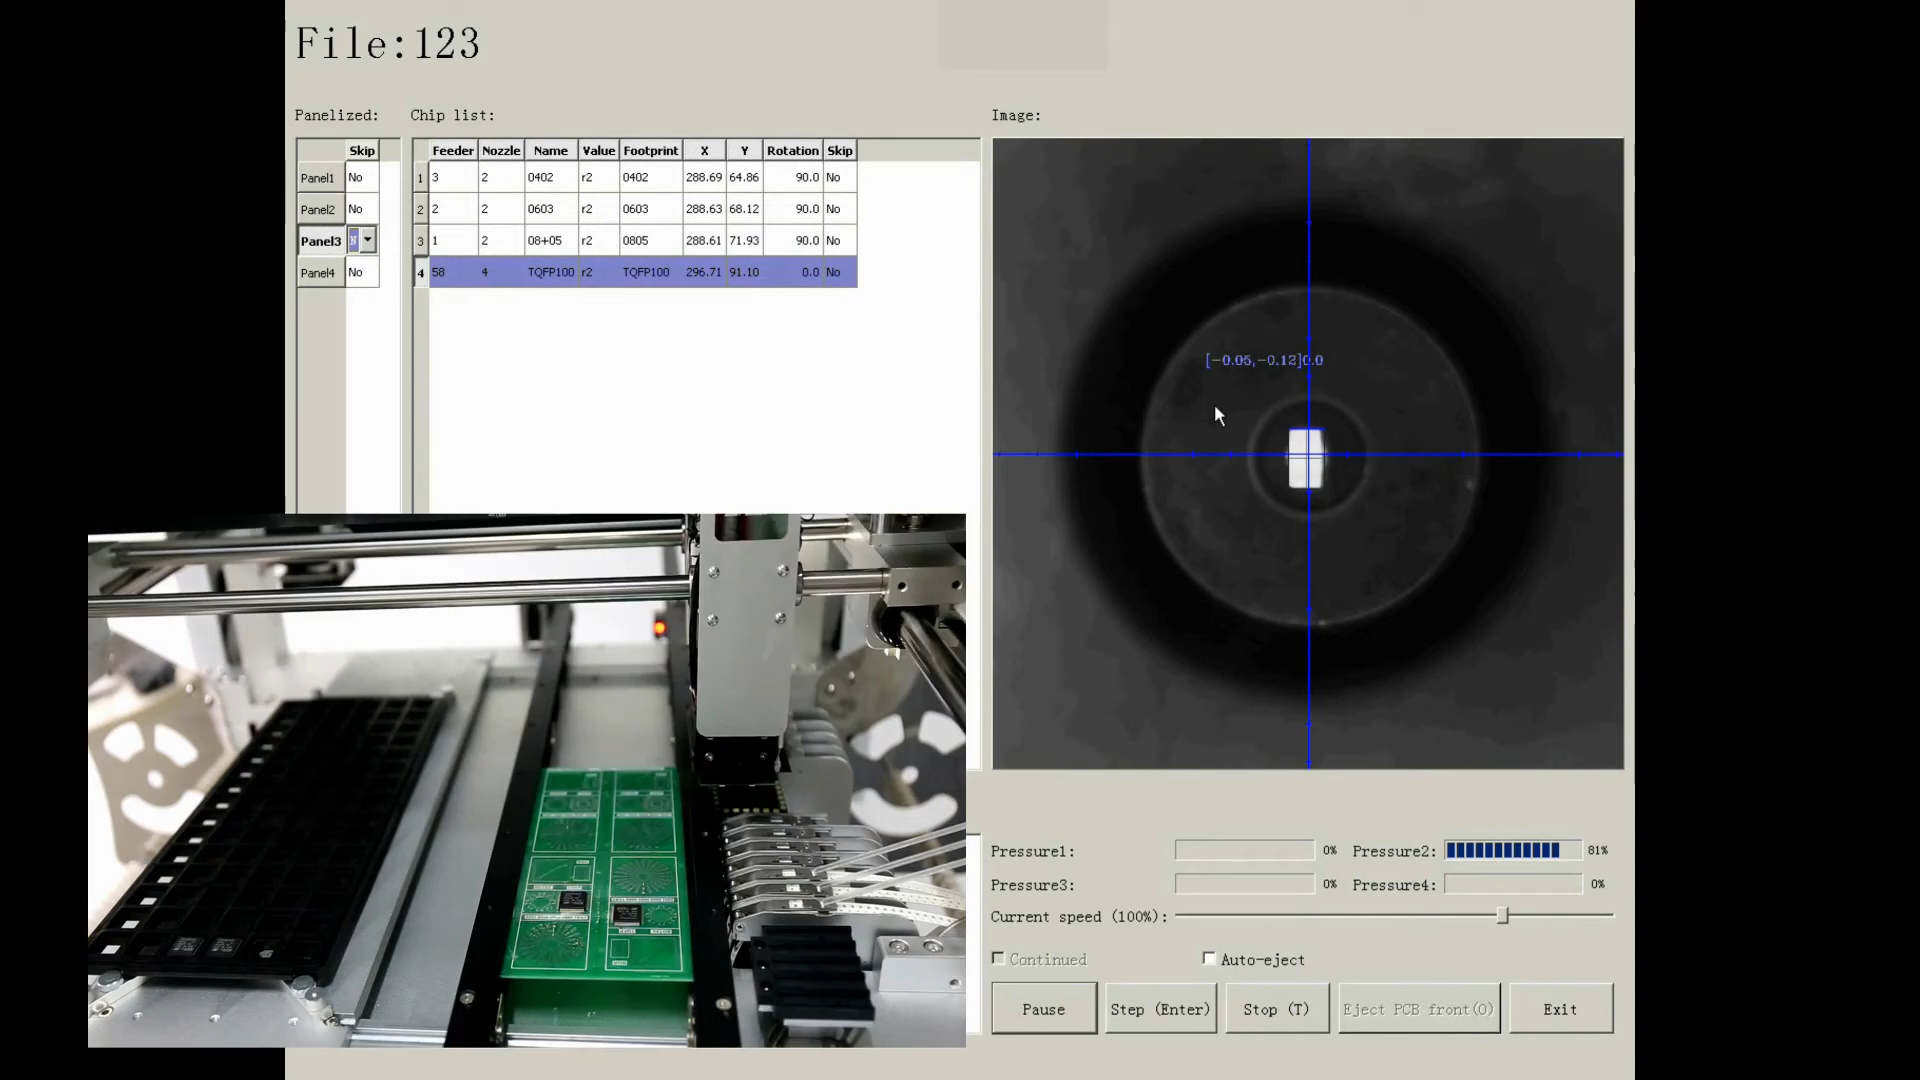 File:123
Panelized:
Chip list:
Image:
Skip
Panel1 No
Panel2 No
Panel3 N
Panel4 No
Feeder Nozzle Name Value Footprint X Y Rotation Skip
1 3 2 0402 r2 0402 288.69 64.86 90.0 No
2 2 2 0603 r2 0603 288.63 68.12 90.0 No
3 1 2 08+05 r2 0805 288.61 71.93 90.0 No
4 58 4 TQFP100 r2 TQFP100 296.71 91.10 0.0 No
[-0.05,-0.12]0.0
Pressure1: 0% Pressure2: 81%
Pressure3: 0% Pressure4: 0%
Current speed (100%):
Continued Auto-eject
Pause Step (Enter) Stop (T) Eject PCB front(O) Exit